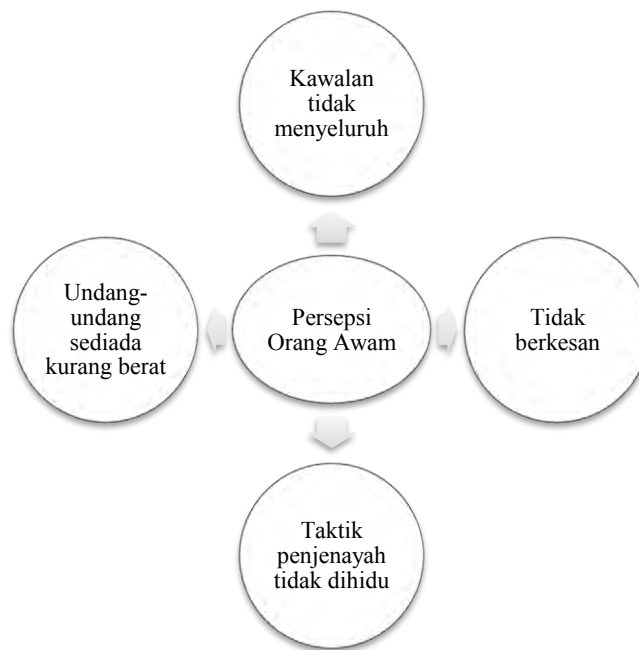 Kawalan
tidak
menyeluruh
Undang-
undang
sediada
kurang berat
Persepsi
Orang Awam
Tidak
berkesan
Taktik
penjenayah
tidak dihidu